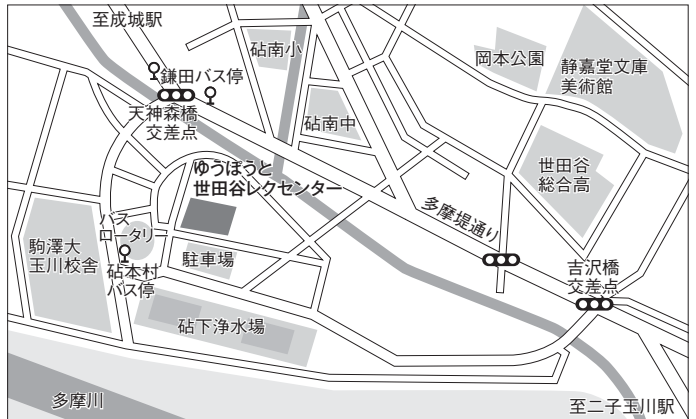 至成城駅
砧南小
岡本公園
静嘉堂文庫
美術館
鎌田バス停
天神森橋
交差点
砧南中
世田谷
総合高
ゆうぽうと
世田谷レクセンター
多摩堤通り
バス
ロータリー
駒澤大
玉川校舎
砧本村
バス停
駐車場
吉沢橋
交差点
砧下浄水場
多摩川
至二子玉川駅